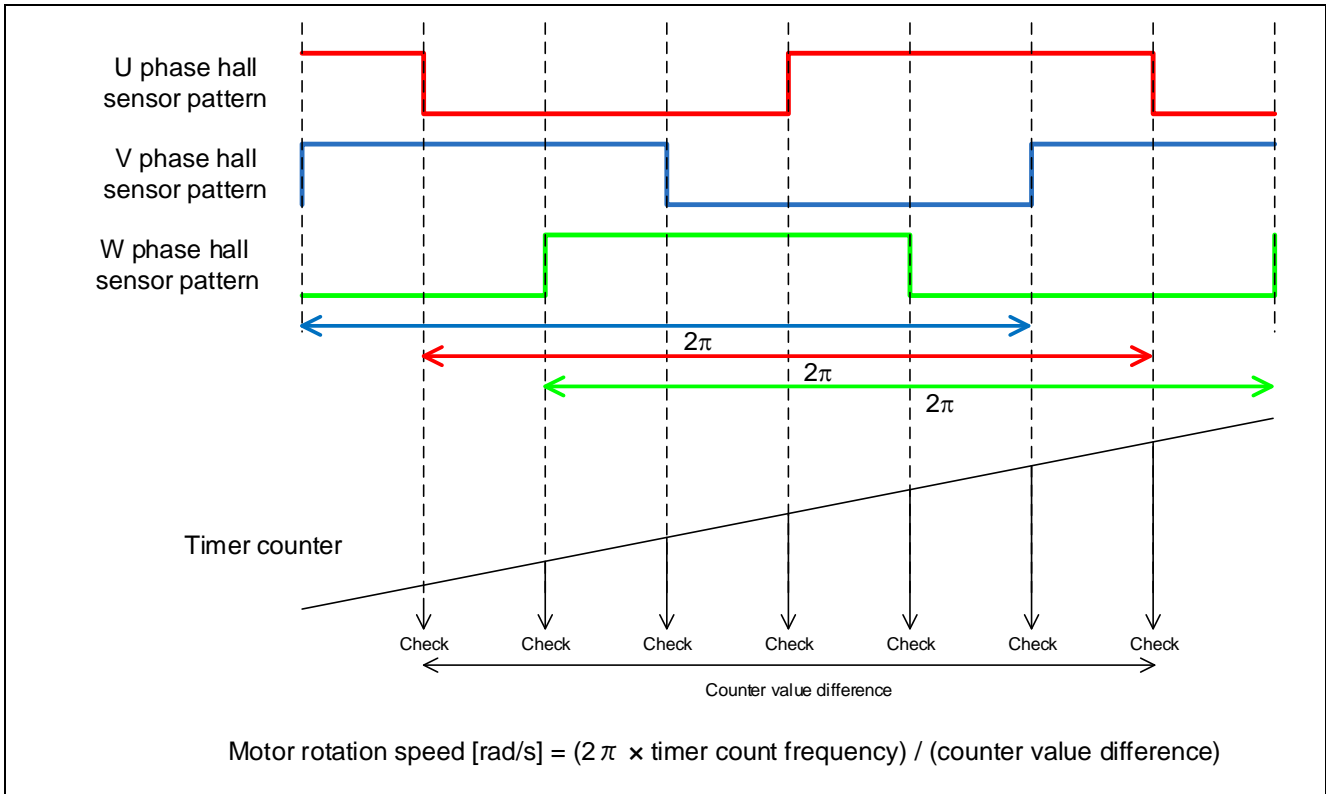 U phase hall
sensor pattern
V phase hall
sensor pattern
W phase hall
sensor pattern
2π
2π
2π
Timer counter
Check Check Check Check Check Check Check
Counter value difference
Motor rotation speed [rad/s] = (2π × timer count frequency) / (counter value difference)